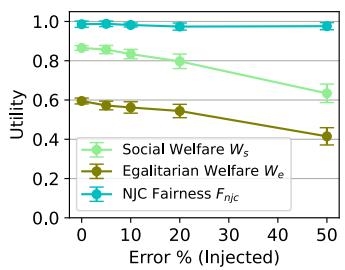 1.0
0.8
0.6
0.4
0.2
0.0
Utility
Social Welfare Wₛ
Egalitarian Welfare Wₑ
NJC Fairness Fₙⱼ꜀
0 10 20 30 40 50
Error % (Injected)